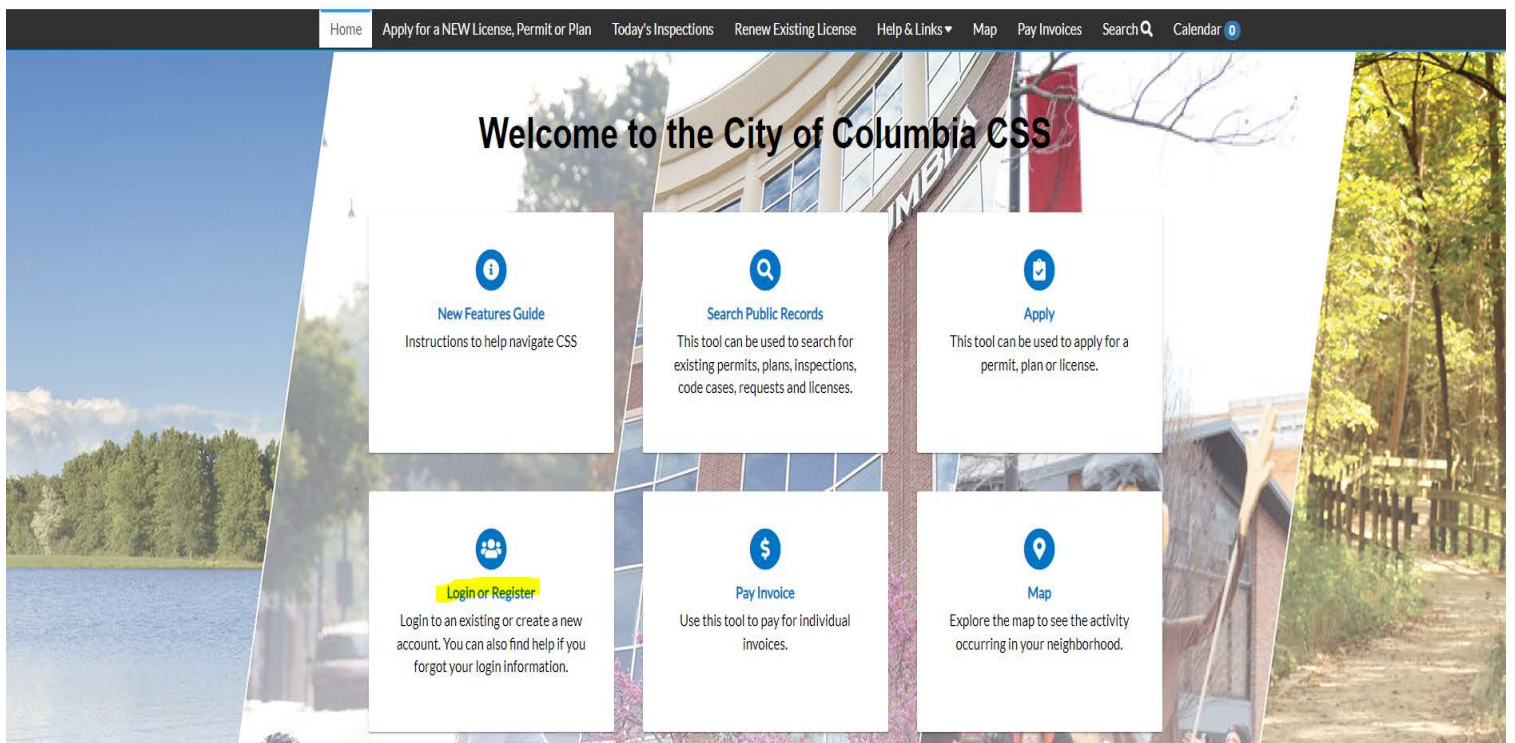 Home Apply for a NEW License, Permit or Plan Today's Inspections Renew Existing License Help & Links Map Pay Invoices Search Calendar 0
Welcome to the City of Columbia CSS
New Features Guide
Instructions to help navigate CSS
Search Public Records
This tool can be used to search for
existing permits, plans, inspections,
code cases, requests and licenses.
Apply
This tool can be used to apply for a
permit, plan or license.
Login or Register
Login to an existing or create a new
account. You can also find help if you
forgot your login information.
Pay Invoice
Use this tool to pay for individual
invoices.
Map
Explore the map to see the activity
occurring in your neighborhood.